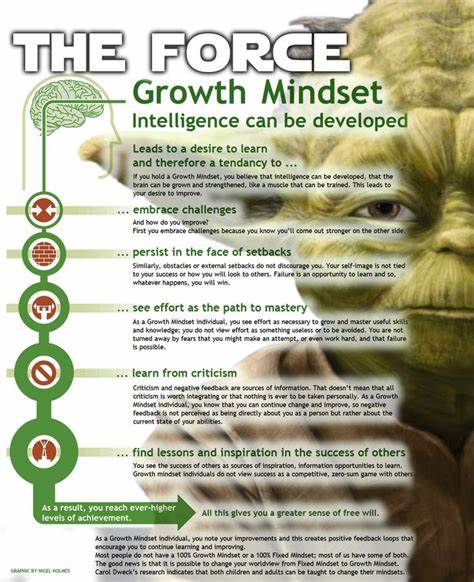 THE FORCE
Growth Mindset
Intelligence can be developed
Leads to a desire to learn
and therefore a tendancy to ...
If you hold a Growth Mindset, you believe that intelligence can be developed, that
the brain can be grown and strengthened, like a muscle that can be trained. This leads to
your desire to improve.
... embrace challenges
And how do you improve?
First you embrace challenges because you know you'll come out stronger on the other side.
... persist in the face of setbacks
Similarly, obstacles or external setbacks do not discourage you. Your self-image is not tied
to your success or how you will look to others. Failure is an opportunity to learn and so,
whatever happens, you will win.
... see effort as the path to mastery
As a Growth Mindset individual, you see effort as necessary to grow and master useful skills
and knowledge; you do not view effort as something useless or to be avoided. You are not
turned away by fears that you might make an attempt, or even work hard, and that failure
is possible.
... learn from criticism
Criticism and negative feedback are sources of information. That doesn't mean that all
criticism is worth integrating or that nothing is ever to be taken personally. As a Growth
Mindset individual, you know that you can continue change and improve, so negative
feedback is not perceived as being directly about you as a person but rather about the
current state of your abilities.
... find lessons and inspiration in the success of others
You see the success of others as sources of inspiration, information opportunities to learn.
Growth mindset individuals do not view success as a competitive, zero-sum game with others
As a result, you reach ever-higher
levels of achievement.
All this gives you a greater sense of free will.
As a Growth Mindset individual, you note your improvements and this creates positive feedback loops that
encourage you to continue learning and improving.
Most people do not have a 100% Growth Mindset or a 100% Fixed Mindset; most of us have some of both.
The good news is that it is possible to change your worldview from Fixed Mindset to Growth Mindset.
Carol Dweck's research indicates that both children and adults can be taught to change their mindsets.
GRAPHIC BY NIGEL HOLMES